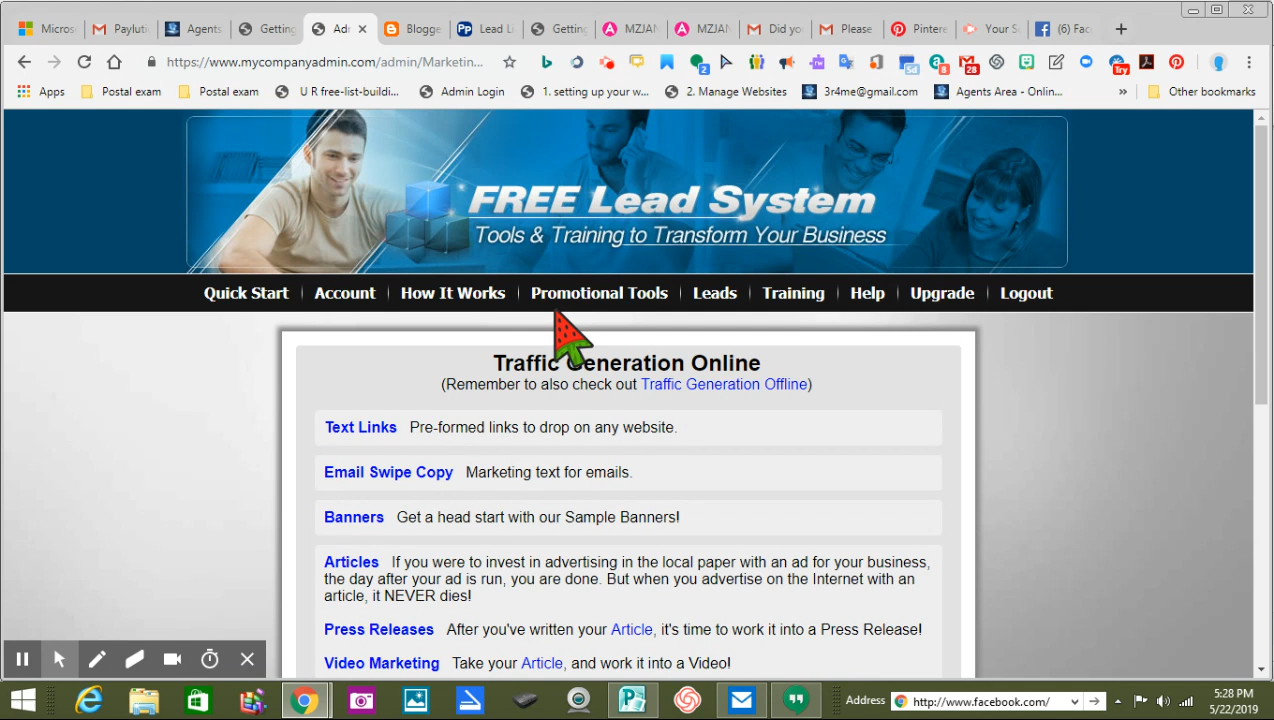 Micros
Paylutio
Agents
Getting
Adm
Blogge
Lead Li
Getting
MZJAN
MZJAN
Did yo
Please
Pintere
Your S
(6) Fac
https://www.mycompanyadmin.com/admin/Marketin...
2
5d
8
28
Try
Apps
Postal exam
Postal exam
U R free-list-buildi...
Admin Login
1. setting up your w...
2. Manage Websites
3r4me@gmail.com
Agents Area - Onlin...
»
Other bookmarks
FREE Lead System
Tools & Training to Transform Your Business
Quick Start
Account
How It Works
Promotional Tools
Leads
Training
Help
Upgrade
Logout
Traffic Generation Online
(Remember to also check out Traffic Generation Offline)
Text Links Pre-formed links to drop on any website.
Email Swipe Copy Marketing text for emails.
Banners Get a head start with our Sample Banners!
Articles If you were to invest in advertising in the local paper with an ad for your business,
the day after your ad is run, you are done. But when you advertise on the Internet with an
article, it NEVER dies!
Press Releases After you've written your Article, it's time to work it into a Press Release!
Video Marketing Take your Article, and work it into a Video!
Address
http://www.facebook.com/
5:28 PM
5/22/2019